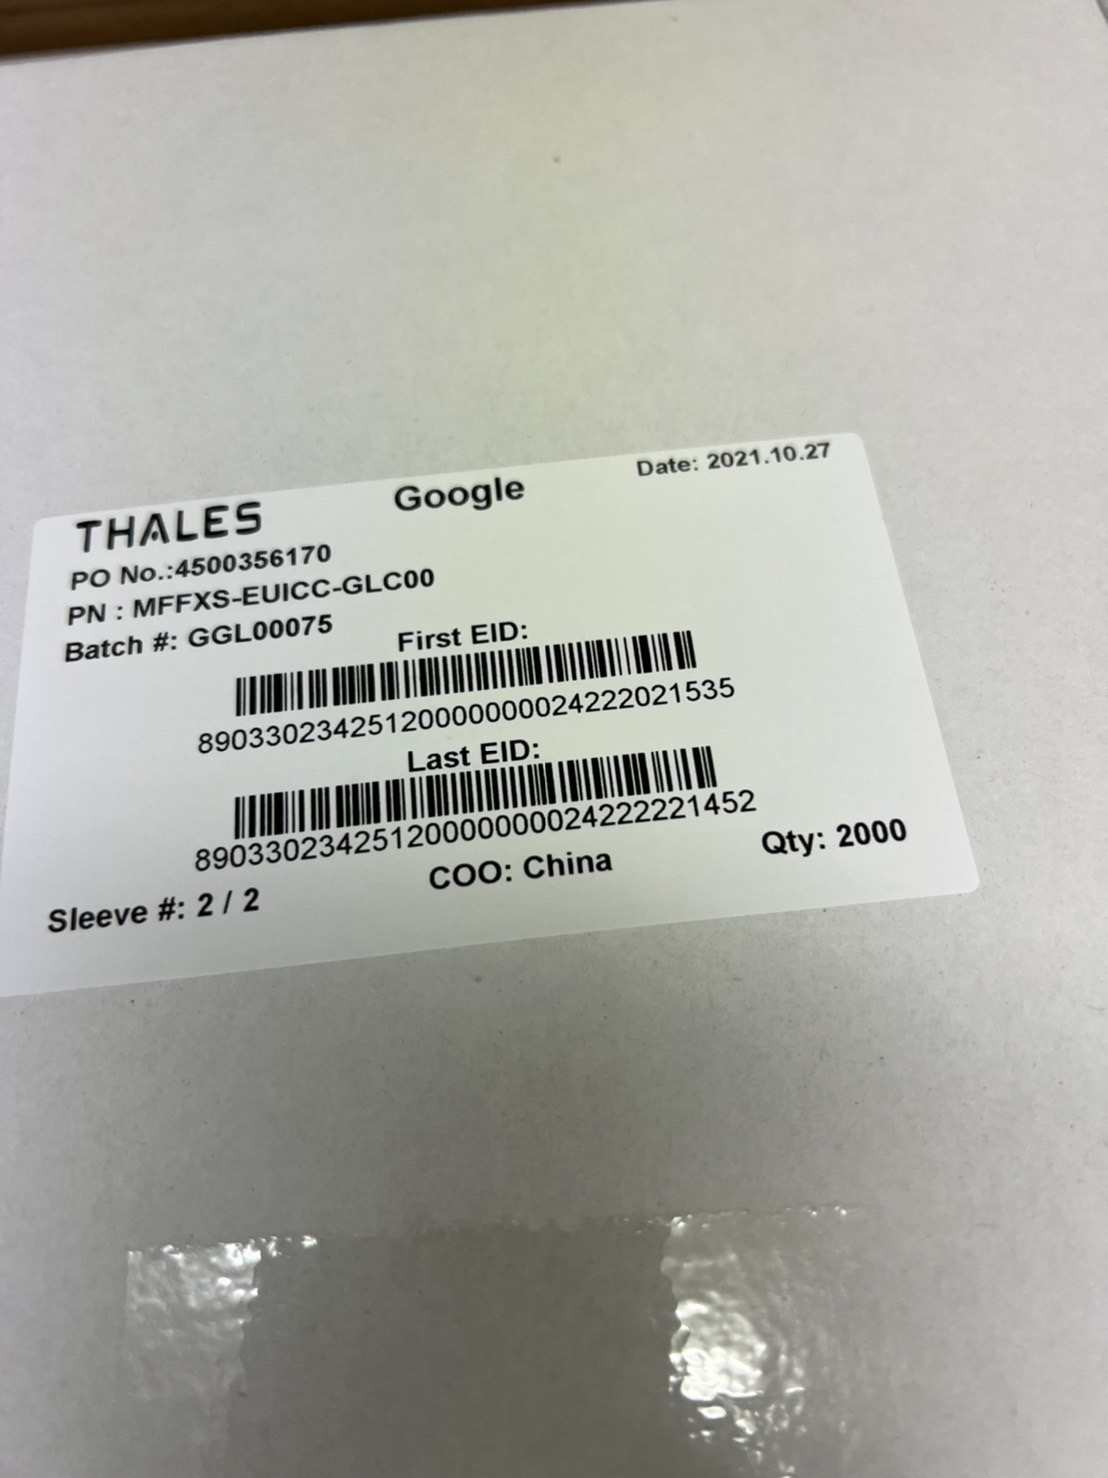 THALES
Google
Date: 2021.10.27
PO No.:4500356170
PN : MFFXS-EUICC-GLC00
Batch #: GGL00075
First EID:
89033023425120000000024222021535
Last EID:
89033023425120000000024222221452
Sleeve #: 2 / 2
COO: China
Qty: 2000